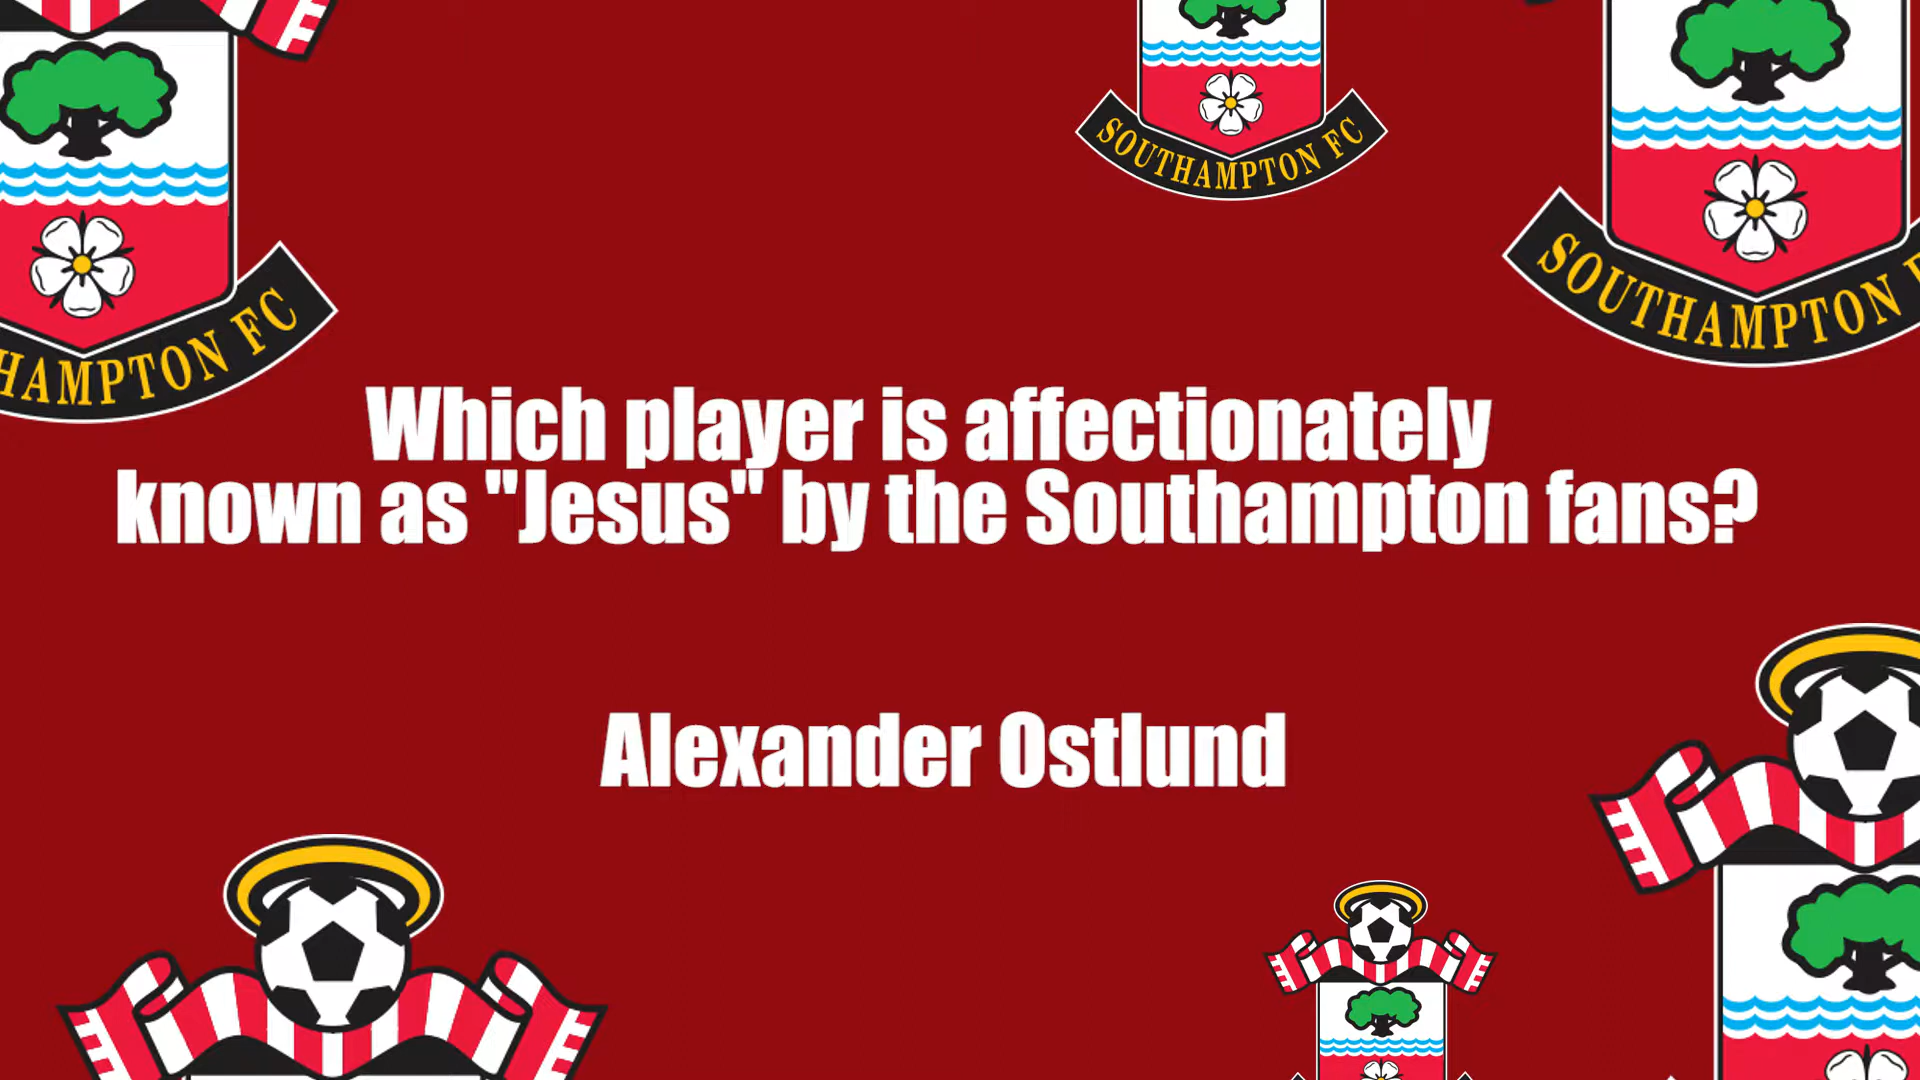 SOUTHAMPTON FC
SOUTHAMPTON F
HAMPTON FC
Which player is affectionately
known as "Jesus" by the Southampton fans?
Alexander Ostlund